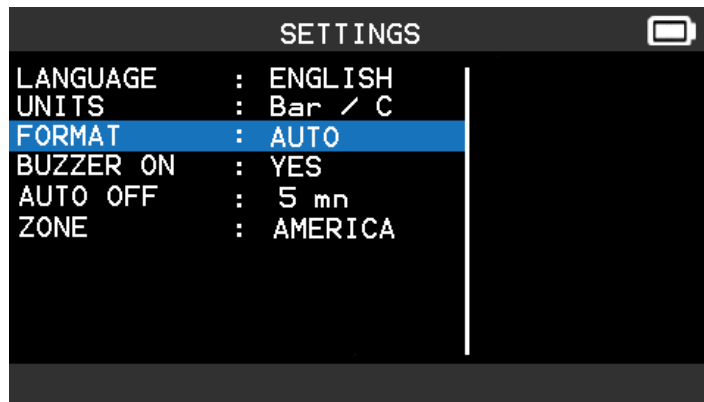 SETTINGS
LANGUAGE : ENGLISH
UNITS : Bar / C
FORMAT : AUTO
BUZZER ON : YES
AUTO OFF : 5 mn
ZONE : AMERICA